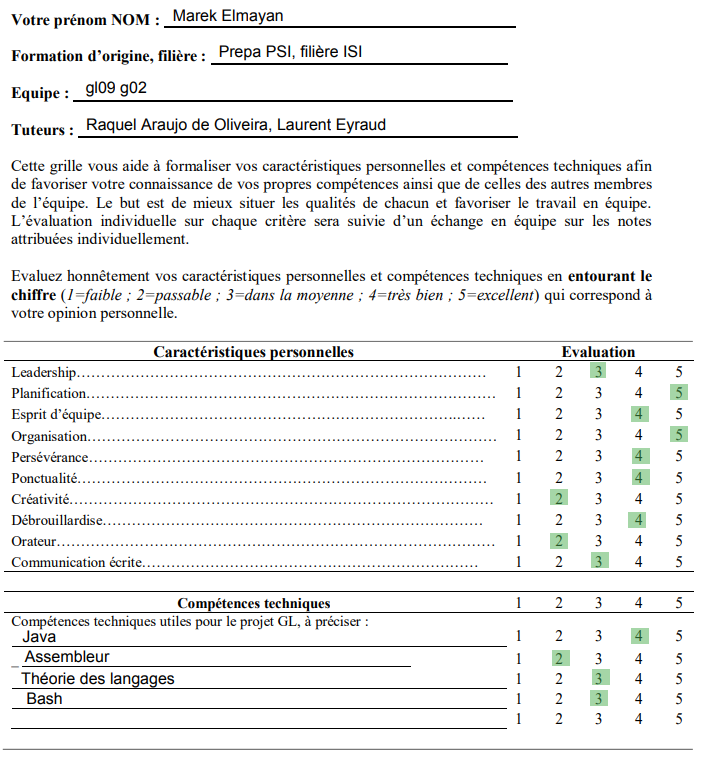 Votre prénom NOM : Marek Elmayan
Formation d'origine, filière : Prepa PSI, filière ISI
Equipe : gl09 g02
Tuteurs : Raquel Araujo de Oliveira, Laurent Eyraud
Cette grille vous aide à formaliser vos caractéristiques personnelles et compétences techniques afin
de favoriser votre connaissance de vos propres compétences ainsi que de celles des autres membres
de l'équipe. Le but est de mieux situer les qualités de chacun et favoriser le travail en équipe.
L'évaluation individuelle sur chaque critère sera suivie d'un échange en équipe sur les notes
attribuées individuellement.
Evaluez honnêtement vos caractéristiques personnelles et compétences techniques en entourant le
chiffre (1=faible ; 2=passable ; 3=dans la moyenne ; 4=très bien ; 5=excellent) qui correspond à
votre opinion personnelle.
Caractéristiques personnelles Evaluation
Leadership 1 2 3 4 5
Planification 1 2 3 4 5
Esprit d'équipe 1 2 3 4 5
Organisation 1 2 3 4 5
Persévérance 1 2 3 4 5
Ponctualité 1 2 3 4 5
Créativité 1 2 3 4 5
Débrouillardise 1 2 3 4 5
Orateur 1 2 3 4 5
Communication écrite 1 2 3 4 5
Compétences techniques 1 2 3 4 5
Compétences techniques utiles pour le projet GL, à préciser :
Java 1 2 3 4 5
Assembleur 1 2 3 4 5
Théorie des langages 1 2 3 4 5
Bash 1 2 3 4 5
1 2 3 4 5